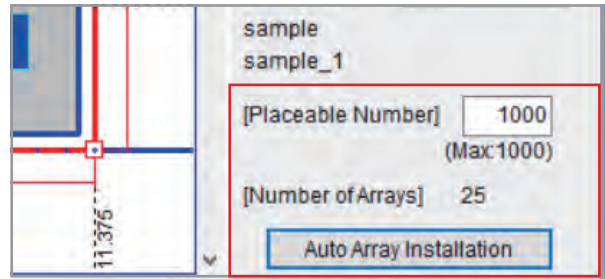 sample
sample_1
[Placeable Number] 1000
(Max:1000)
[Number of Arrays] 25
Auto Array Installation
11.375